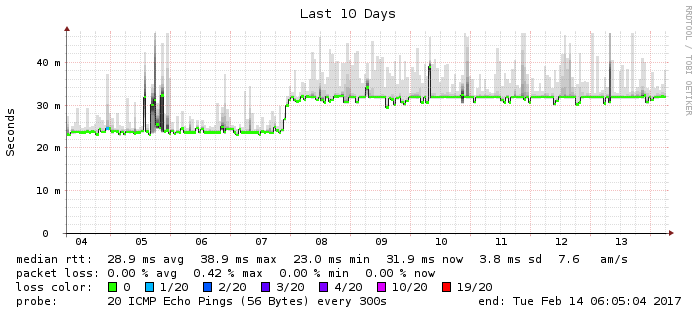 Last 10 Days
RRDTOOL / TOBI OETIKER
Seconds
40 m
30 m
20 m
10 m
0
04 05 06 07 08 09 10 11 12 13
median rtt: 28.9 ms avg 38.9 ms max 23.0 ms min 31.9 ms now 3.8 ms sd 7.6 am/s
packet loss: 0.00 % avg 0.42 % max 0.00 % min 0.00 % now
loss color: 0 1/20 2/20 3/20 4/20 10/20 19/20
probe: 20 ICMP Echo Pings (56 Bytes) every 300s end: Tue Feb 14 06:05:04 2017